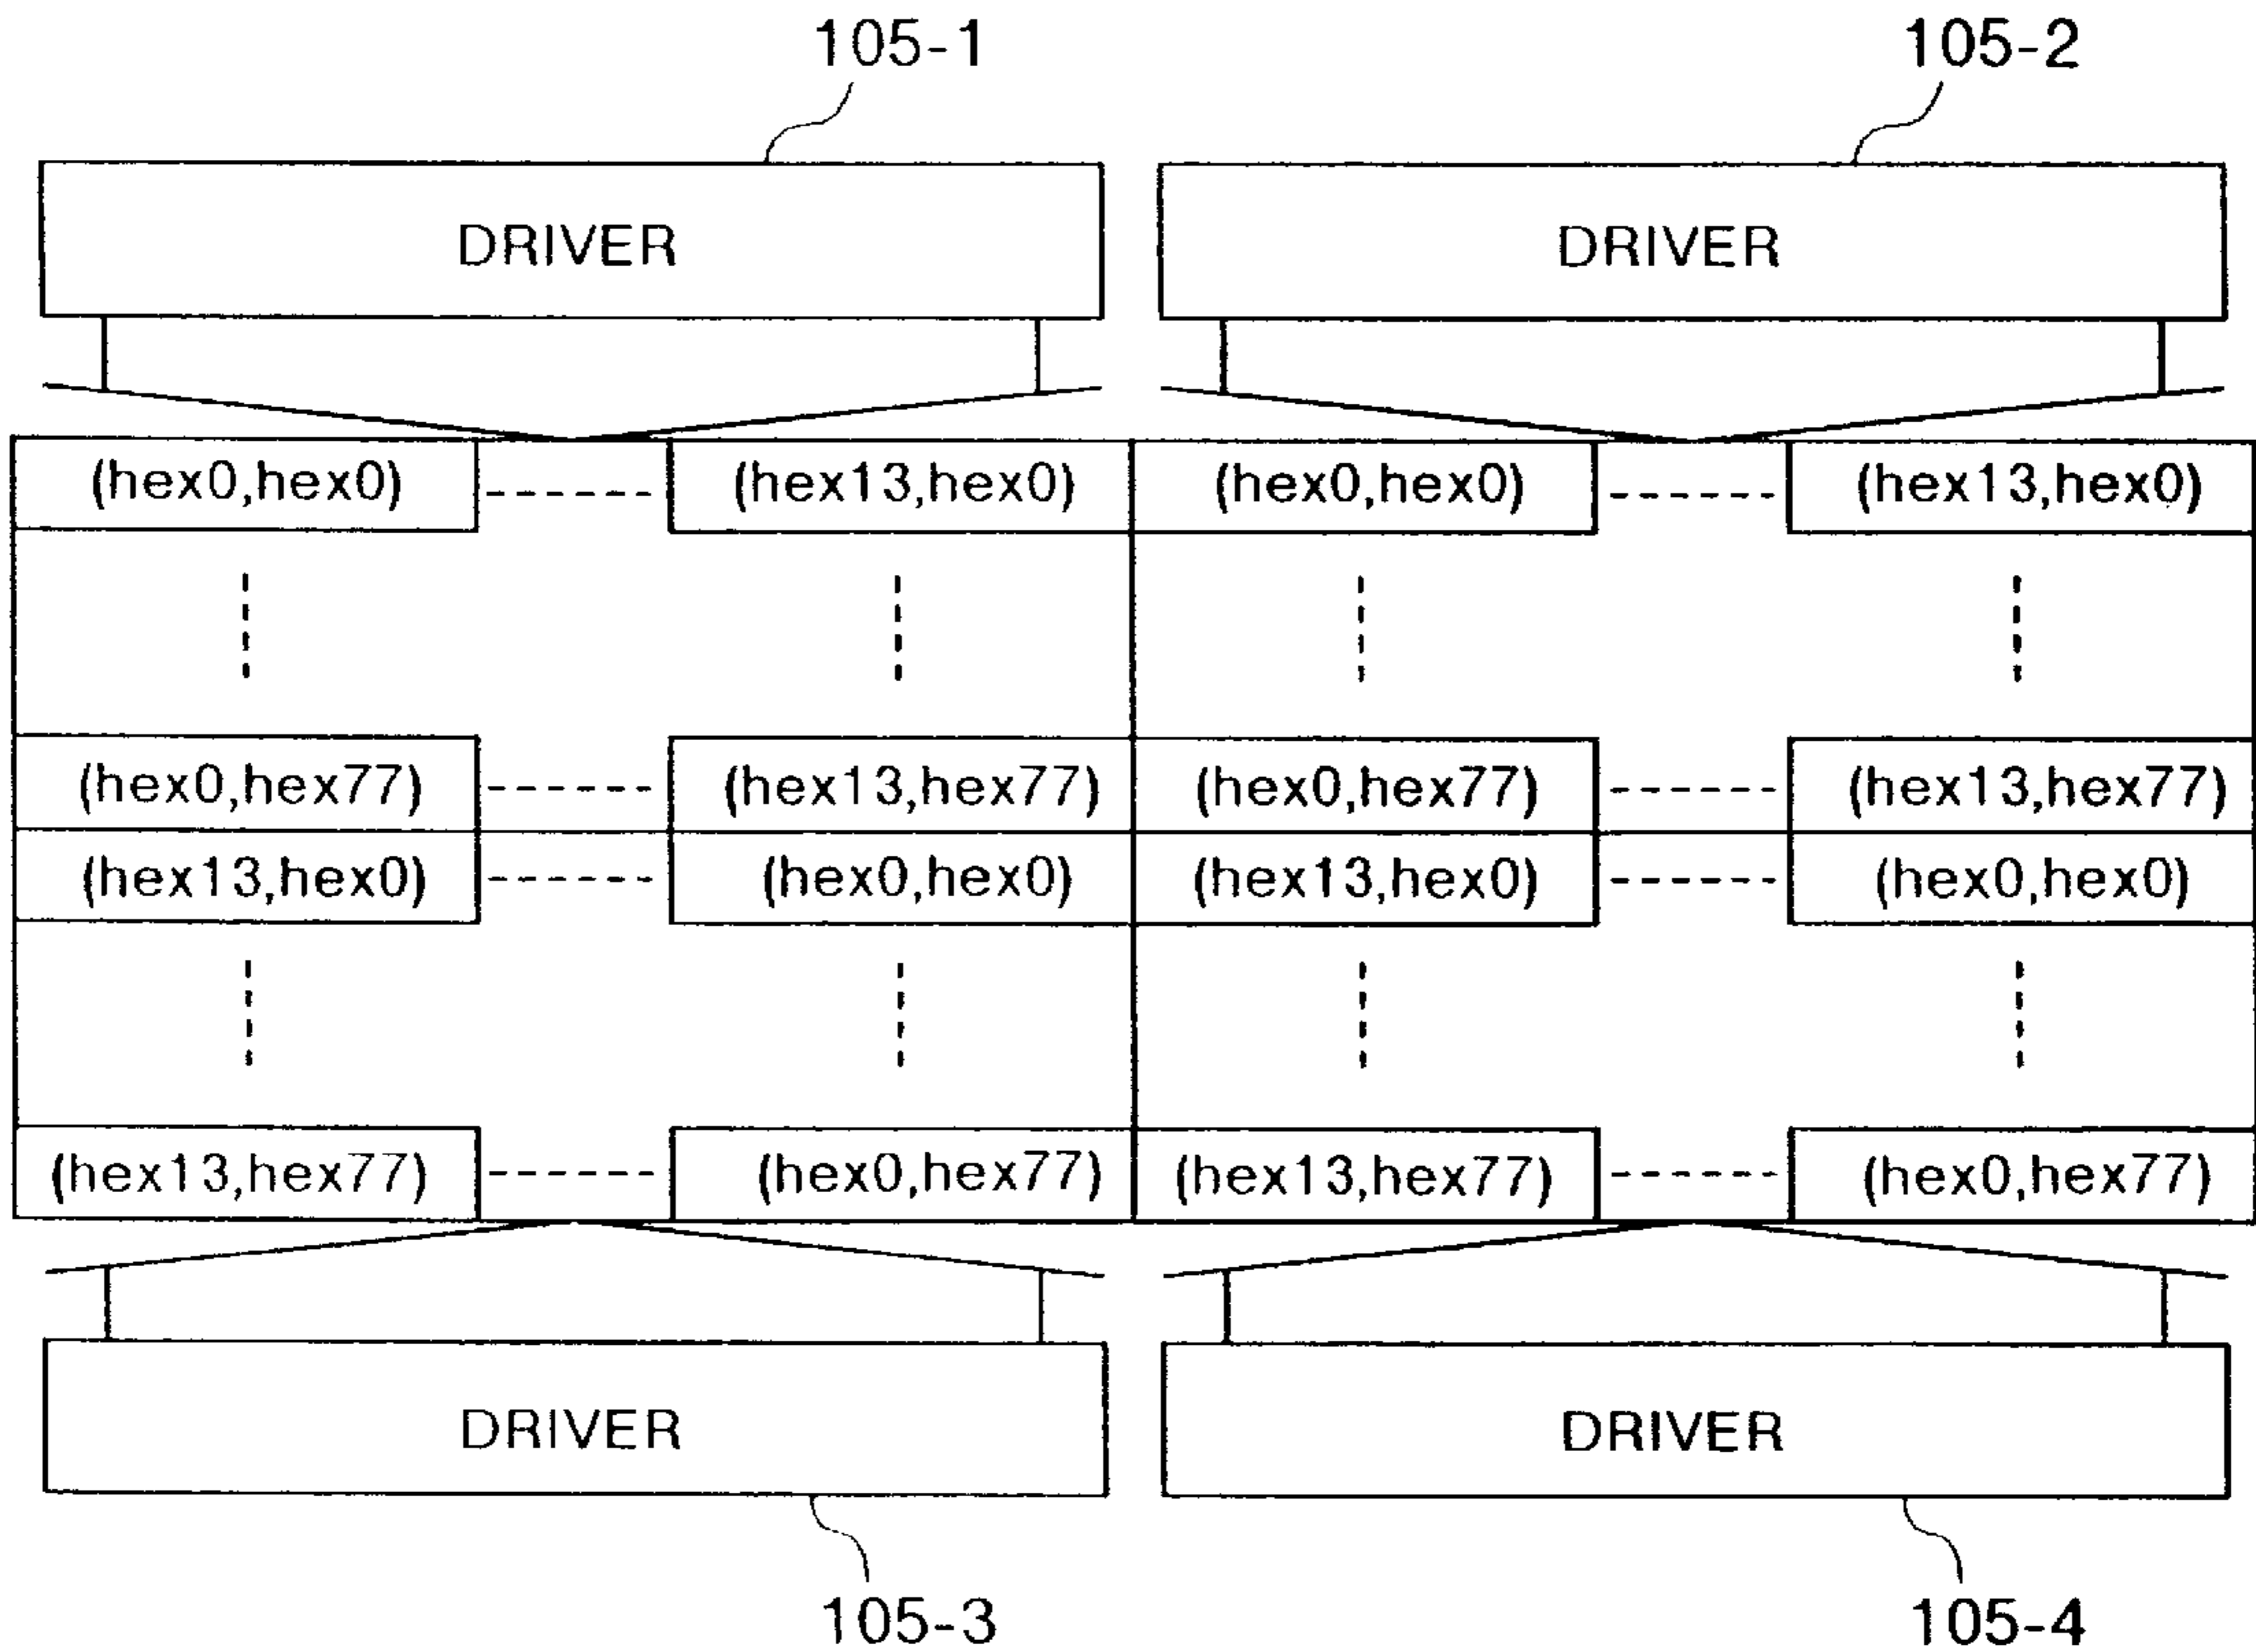 105-1 105-2
DRIVER DRIVER
(hex0,hex0) (hex13,hex0) (hex0,hex0) (hex13,hex0)
(hex0,hex77) (hex13,hex77) (hex0,hex77) (hex13,hex77)
(hex13,hex0) (hex0,hex0) (hex13,hex0) (hex0,hex0)
(hex13,hex77) (hex0,hex77) (hex13,hex77) (hex0,hex77)
DRIVER DRIVER
105-3 105-4